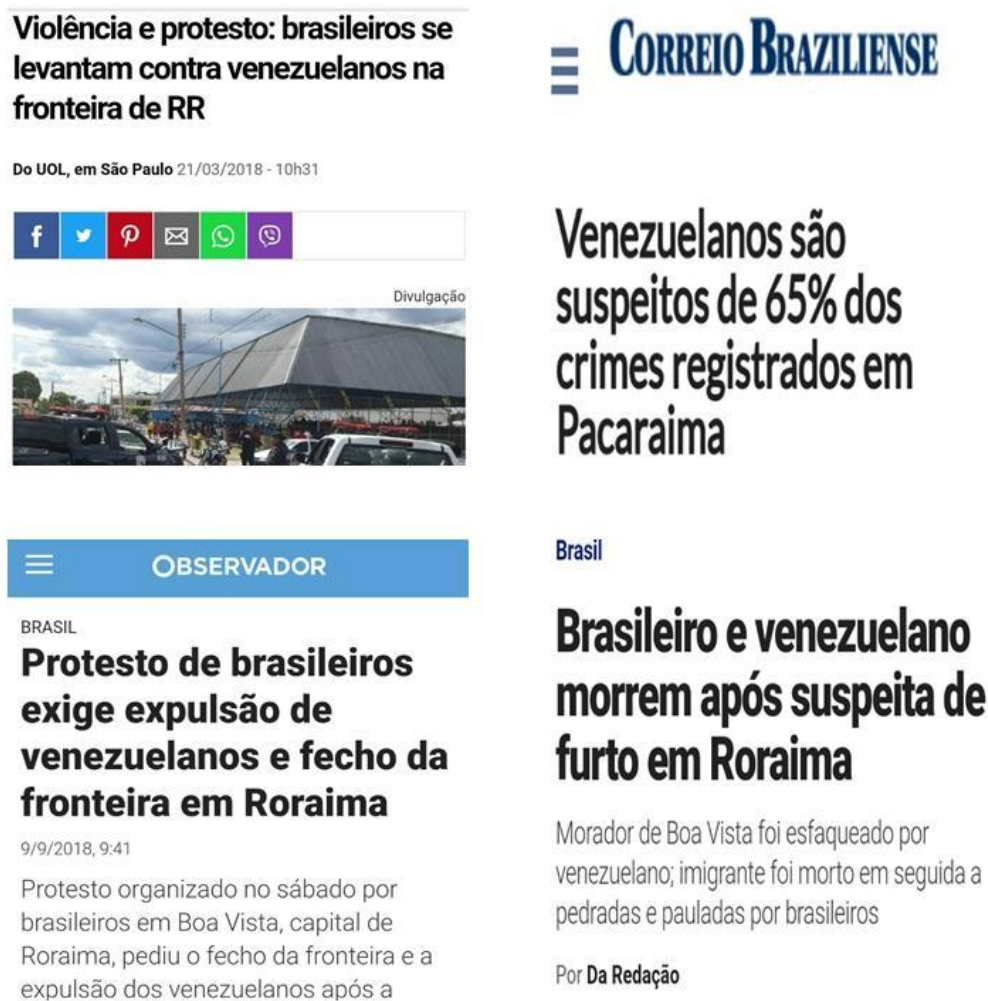 Violência e protesto: brasileiros se
levantam contra venezuelanos na
fronteira de RR
Do UOL, em São Paulo 21/03/2018 - 10h31
Divulgação
CORREIO BRAZILIENSE
Venezuelanos são
suspeitos de 65% dos
crimes registrados em
Pacaraima
OBSERVADOR
BRASIL
Protesto de brasileiros
exige expulsão de
venezuelanos e fecho da
fronteira em Roraima
9/9/2018, 9:41
Protesto organizado no sábado por
brasileiros em Boa Vista, capital de
Roraima, pediu o fecho da fronteira e a
expulsão dos venezuelanos após a
Brasil
Brasileiro e venezuelano
morrem após suspeita de
furto em Roraima
Morador de Boa Vista foi esfaqueado por
venezuelano; imigrante foi morto em seguida a
pedradas e pauladas por brasileiros
Por Da Redação